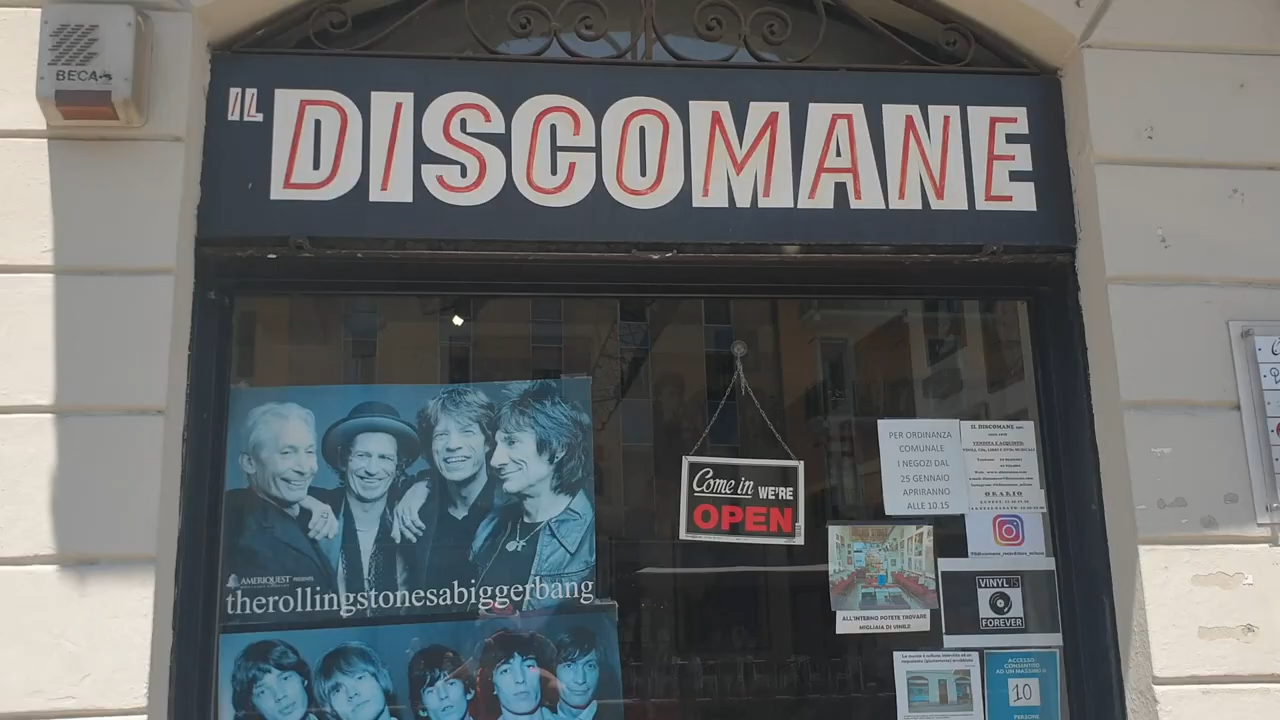 BECA
IL DISCOMANE
AMERIQUEST PRESENTS
therollingstonesabiggerbang
Come in WE'RE
OPEN
PER ORDINANZA
COMUNALE
I NEGOZI DAL
25 GENNAIO
APRIRANNO
ALLE 10.15
IL DISCOMANE
VENDITA E ACQUISTO
ORARIO
ALL'INTERNO POTETE TROVARE
MIGLIAIA DI VINILE
VINYL IS
FOREVER
ACCESSO
CONSENTITO
AD UN MASSIMO DI
10
PERSONE